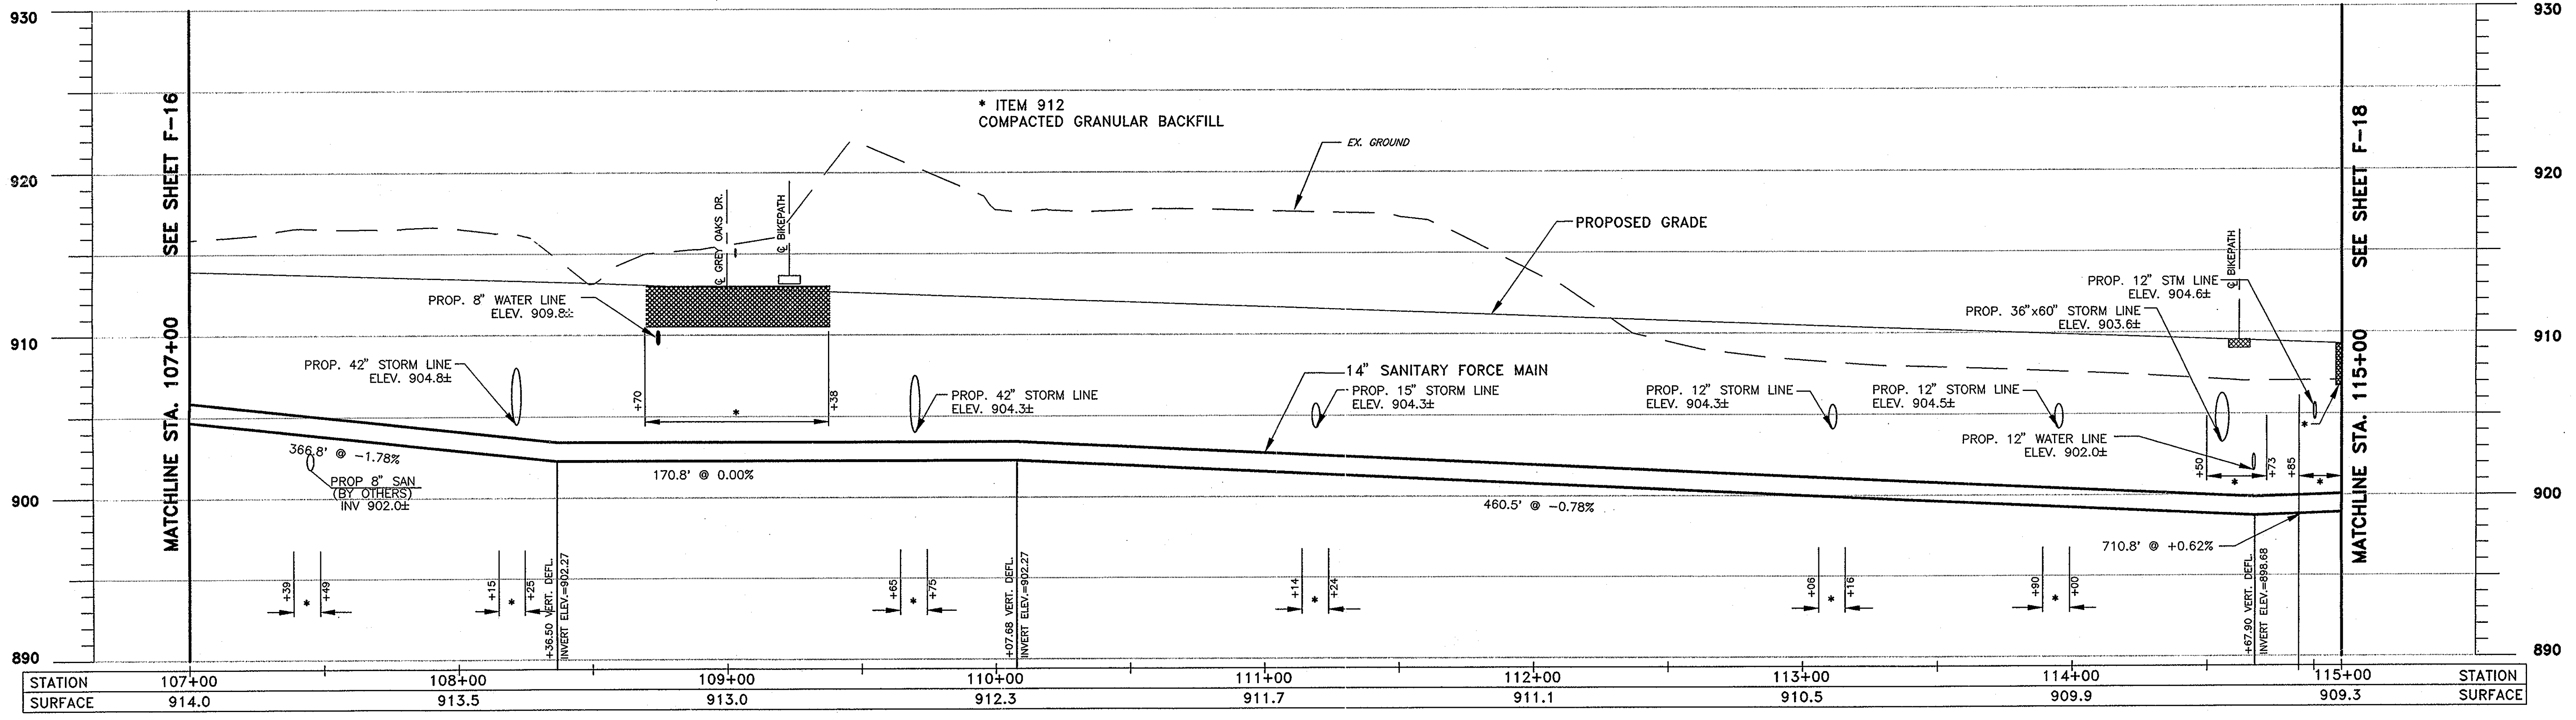 930
930
* ITEM 912
COMPACTED GRANULAR BACKFILL
EX. GROUND
920
920
MATCHLINE STA. 107+00 SEE SHEET F-16
℄ GREY OAKS DR.
℄ BIKEPATH
PROPOSED GRADE
℄ BIKEPATH
MATCHLINE STA. 115+00 SEE SHEET F-18
PROP. 12" STM LINE
ELEV. 904.6±
PROP. 8" WATER LINE
ELEV. 909.8±
PROP. 36"x60" STORM LINE
ELEV. 903.6±
910
910
PROP. 42" STORM LINE
ELEV. 904.8±
+70
*
+38
PROP. 42" STORM LINE
ELEV. 904.3±
14" SANITARY FORCE MAIN
PROP. 15" STORM LINE
ELEV. 904.3±
PROP. 12" STORM LINE
ELEV. 904.3±
PROP. 12" STORM LINE
ELEV. 904.5±
*
PROP. 12" WATER LINE
ELEV. 902.0±
366.8' @ -1.78%
170.8' @ 0.00%
+50
*
+73
+85
*
PROP 8" SAN
(BY OTHERS)
INV 902.0±
900
900
460.5' @ -0.78%
710.8' @ +0.62%
+39
*
+49
+15
*
+25
+36.50 VERT. DEFL.
INVERT ELEV.=902.27
+65
*
+75
+07.68 VERT. DEFL.
INVERT ELEV.=902.27
+14
*
+24
+06
*
+16
+90
*
+00
+67.90 VERT. DEFL.
INVERT ELEV.=898.68
890
890
STATION 107+00 108+00 109+00 110+00 111+00 112+00 113+00 114+00 115+00 STATION
SURFACE 914.0 913.5 913.0 912.3 911.7 911.1 910.5 909.9 909.3 SURFACE